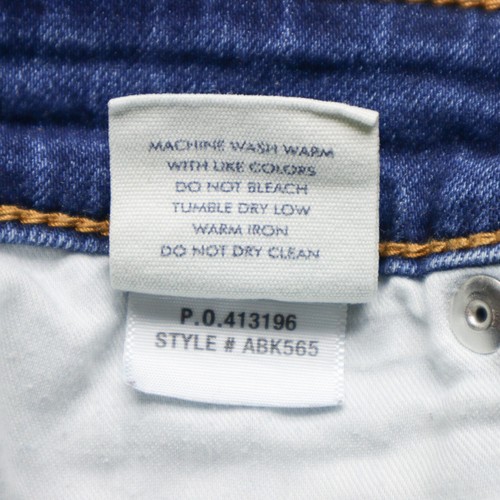 MACHINE WASH WARM
WITH LIKE COLORS
DO NOT BLEACH
TUMBLE DRY LOW
WARM IRON
DO NOT DRY CLEAN
P.O.413196
STYLE # ABK565